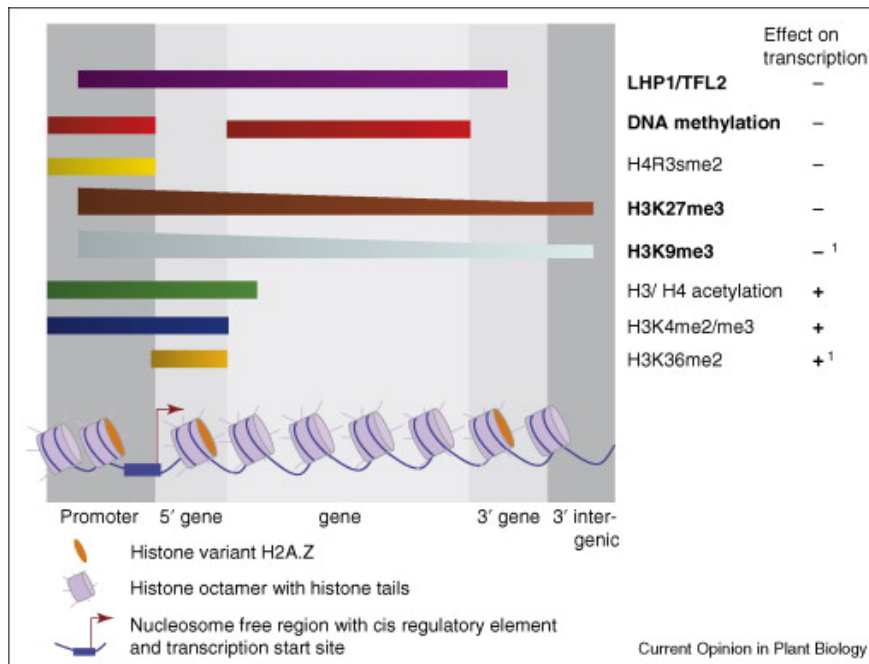 Effect on
transcription
LHP1/TFL2 –
DNA methylation –
H4R3sme2 –
H3K27me3 –
H3K9me3 – 1
H3/ H4 acetylation +
H3K4me2/me3 +
H3K36me2 + 1
Promoter 5′ gene gene 3′ gene 3′ inter-
genic
Histone variant H2A.Z
Histone octamer with histone tails
Nucleosome free region with cis regulatory element
and transcription start site
Current Opinion in Plant Biology